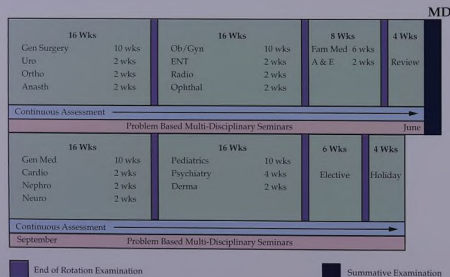 MD
16 Wks
Gen Surgery 10 wks
Uro 2 wks
Ortho 2 wks
Anasth 2 wks
16 Wks
Ob/Gyn 10 wks
ENT 2 wks
Radio 2 wks
Ophthal 2 wks
8 Wks
Fam Med 6 wks
A & E 2 wks
4 Wks
Review
Continuous Assessment
Problem Based Multi-Disciplinary Seminars June
16 Wks
Gen Med 10 wks
Cardio 2 wks
Nephro 2 wks
Neuro 2 wks
16 Wks
Pediatrics 10 wks
Psychiatry 4 wks
Derma 2 wks
6 Wks
Elective
4 Wks
Holiday
Continuous Assessment
September Problem Based Multi-Disciplinary Seminars
End of Rotation Examination Summative Examination